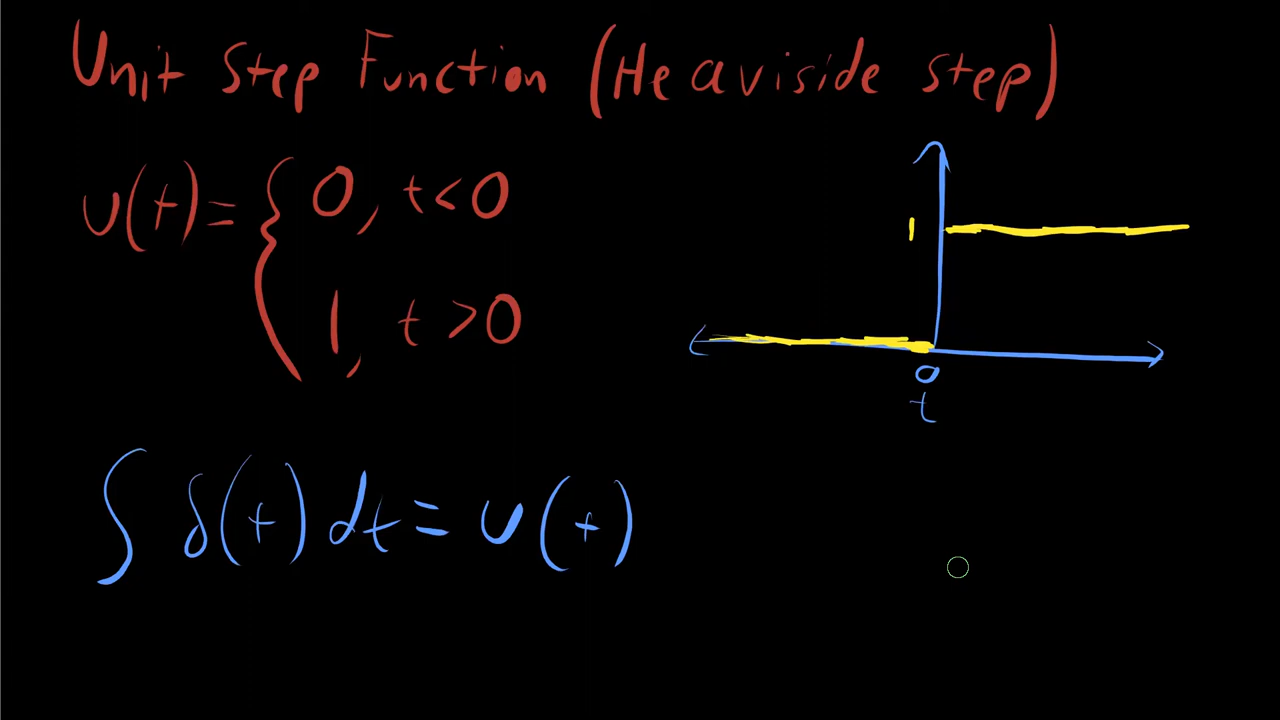 Unit Step Function (Heaviside step)
u(t)= { 0, t<0
1, t>0
1
0
t
∫ δ(t) dt = u(t)